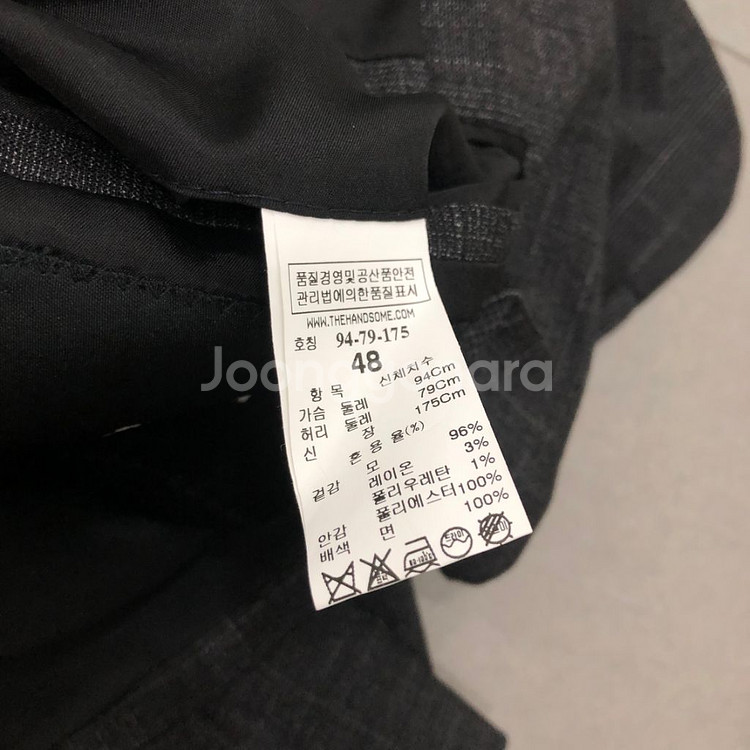 품질경영및공산품안전
관리법에의한품질표시
WWW.THEHANDSOME.COM
호칭 94-79-175
48
항 목 신체치수
가슴 둘레 94Cm
허리 둘레 79Cm
신 장 175Cm
혼 용 율(%)
겉감 모 96%
레이온 3%
폴리우레탄 1%
안감 폴리에스터 100%
배색 면 100%
드라이
Joonggonara